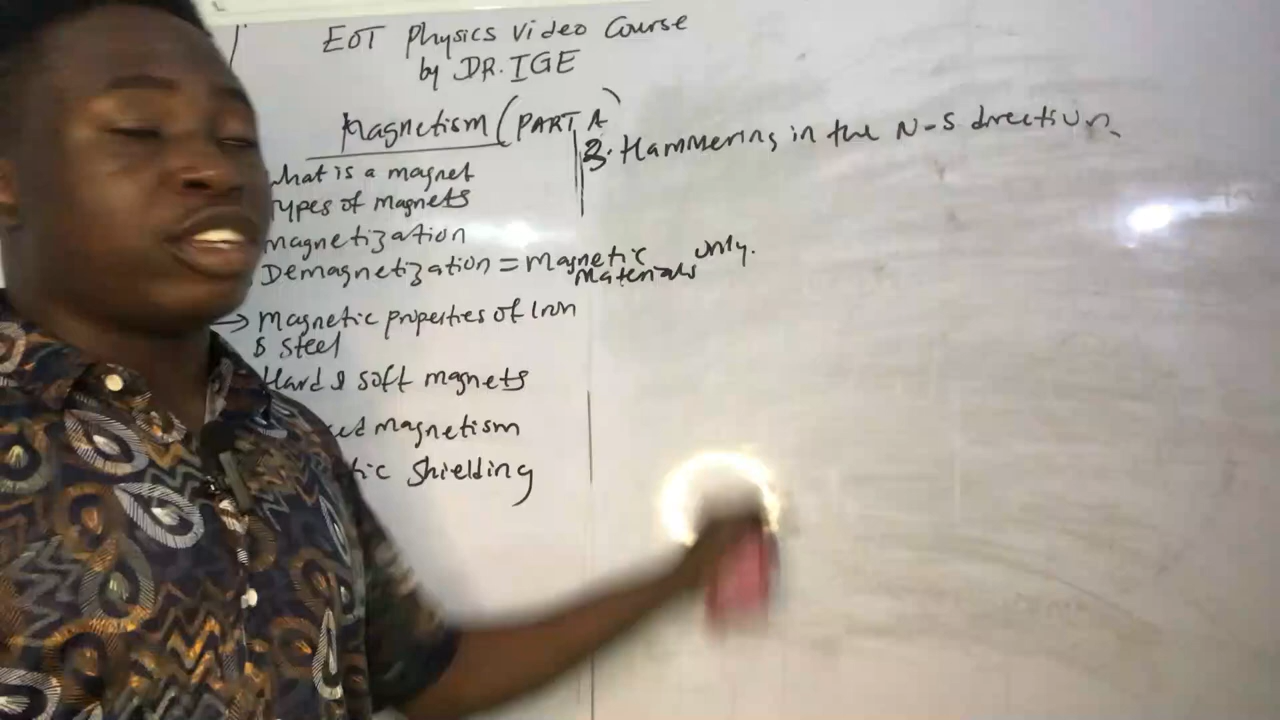 EOT Physics Video Course
by DR. IGE
Magnetism (PART A)
What is a magnet
Types of Magnets
Magnetization
Demagnetization = Magnetic Materials only.
→ Magnetic properties of Iron
& Steel
Hard & soft magnets
Magnetism
Shielding
3. Hammering in the N-S direction